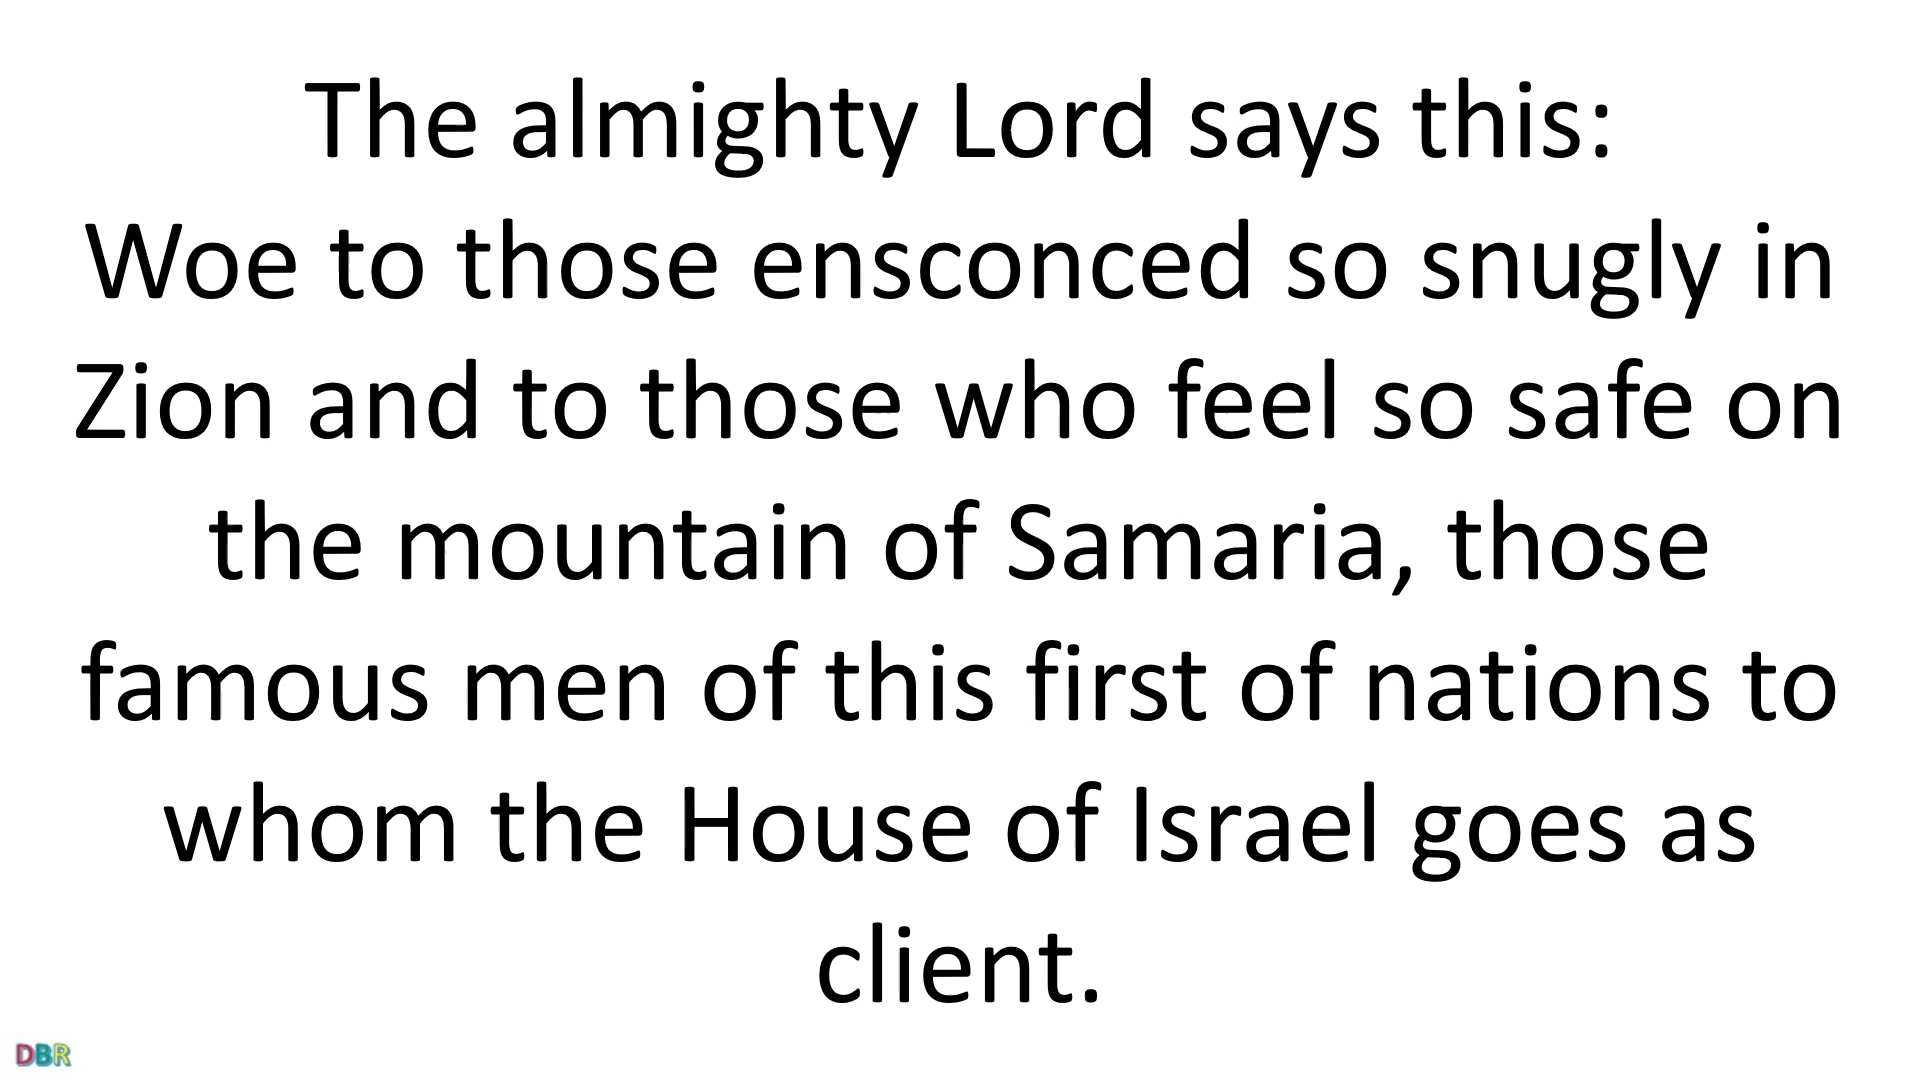 The almighty Lord says this:
Woe to those ensconced so snugly in
Zion and to those who feel so safe on
the mountain of Samaria, those
famous men of this first of nations to
whom the House of Israel goes as
client.
DBR